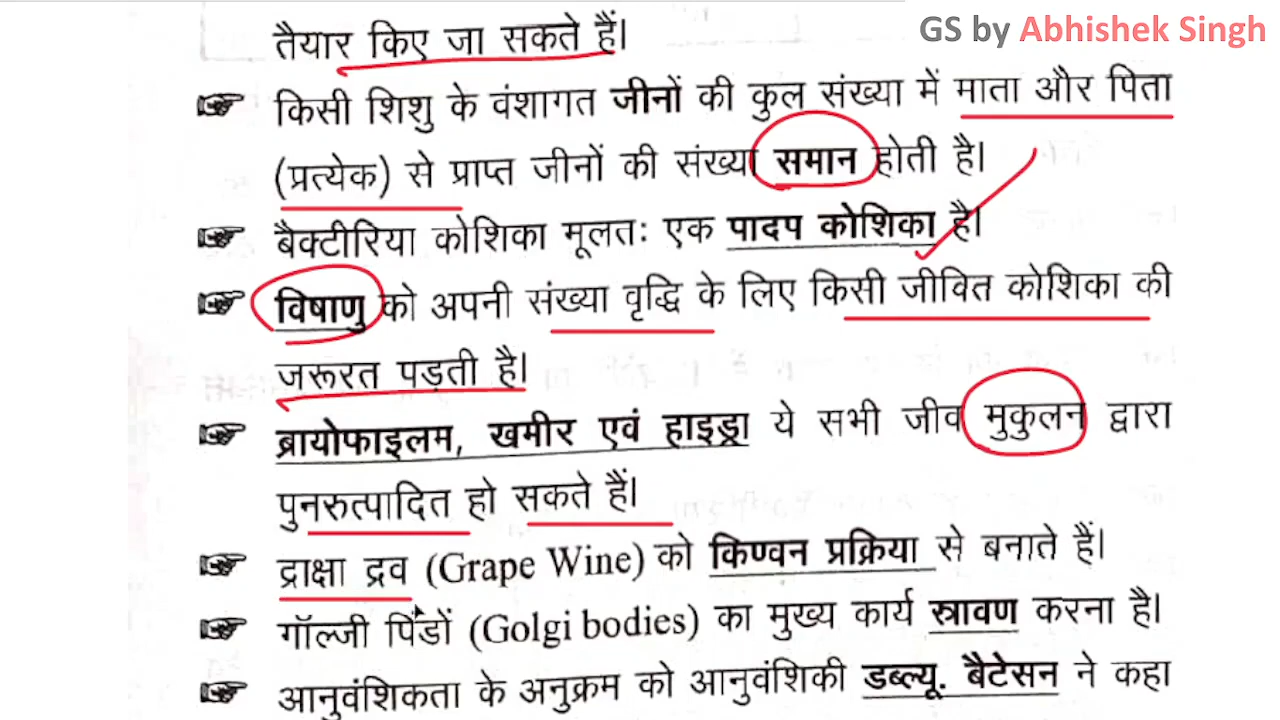 GS by Abhishek Singh
तैयार किए जा सकते हैं।
किसी शिशु के वंशागत जीनों की कुल संख्या में माता और पिता
(प्रत्येक) से प्राप्त जीनों की संख्या समान होती है।
बैक्टीरिया कोशिका मूलतः एक पादप कोशिका है।
विषाणु को अपनी संख्या वृद्धि के लिए किसी जीवित कोशिका की
जरूरत पड़ती है।
ब्रायोफाइलम, खमीर एवं हाइड्रा ये सभी जीव मुकुलन द्वारा
पुनरुत्पादित हो सकते हैं।
द्राक्षा द्रव (Grape Wine) को किण्वन प्रक्रिया से बनाते हैं।
गॉल्जी पिंडों (Golgi bodies) का मुख्य कार्य स्त्रावण करना है।
आनुवंशिकता के अनुक्रम को आनुवंशिकी डब्ल्यू. बैटेसन ने कहा